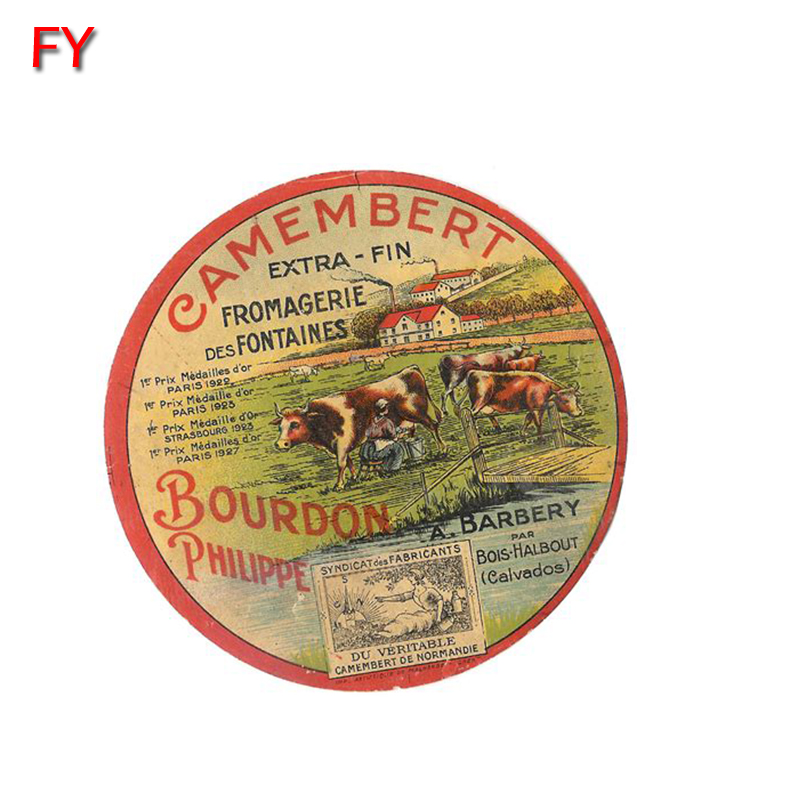 FY
CAMEMBERT
EXTRA-FIN
FROMAGERIE
DES FONTAINES
1er Prix Médailles d'or
PARIS 1922
1er Prix Médaille d'or
PARIS 1923
1er Prix Médaille d'Or
STRASBOURG 1923
1er Prix Médailles d'or
PARIS 1927
BOURDON
PHILIPPE
A. BARBERY
PAR
BOIS-HALBOUT
(Calvados)
SYNDICAT des FABRICANTS
DU VÉRITABLE
CAMEMBERT DE NORMANDIE